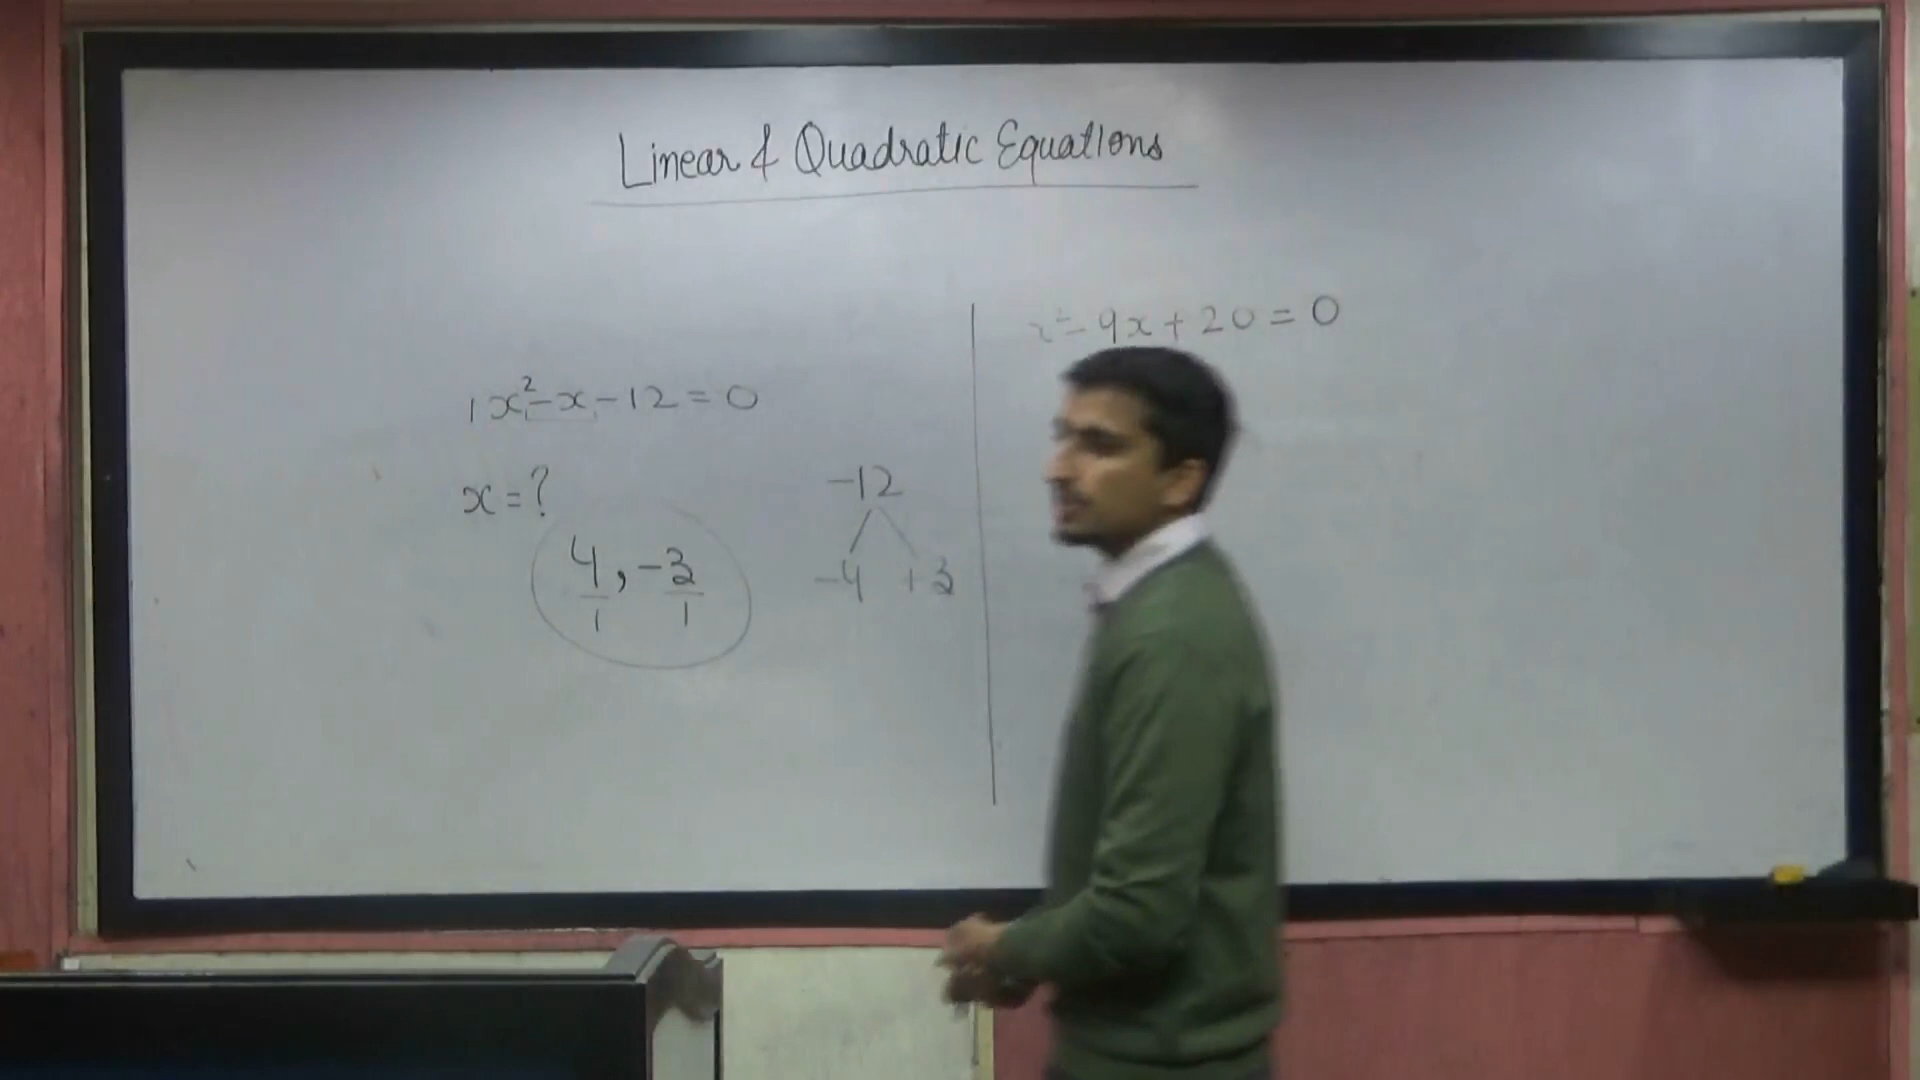 Linear & Quadratic Equations
1x²-x-12=0
x=?
4/1, -3/1
-12
-4 +3
x²-9x+20=0